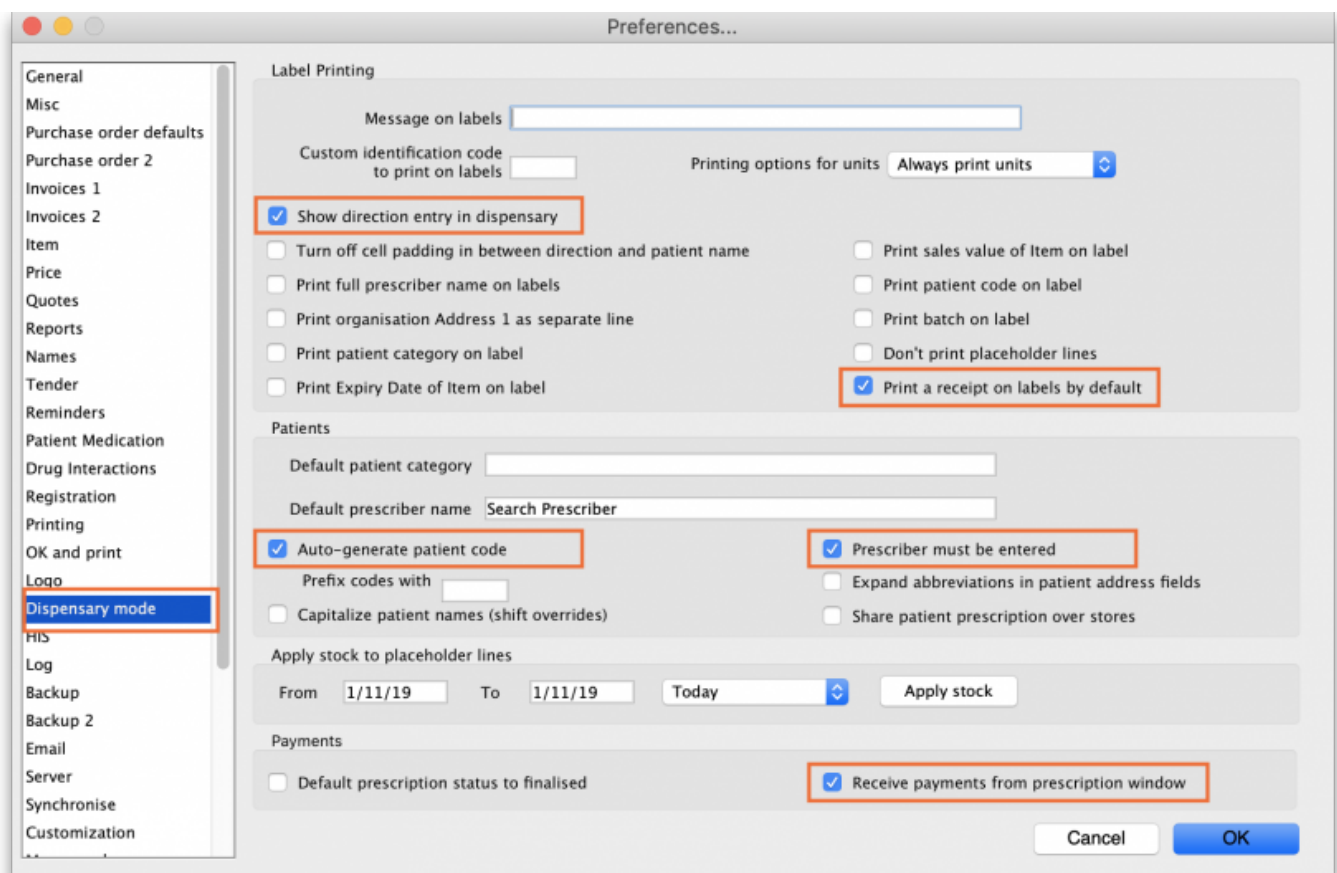 Preferences...
General
Misc
Purchase order defaults
Purchase order 2
Invoices 1
Invoices 2
Item
Price
Quotes
Reports
Names
Tender
Reminders
Patient Medication
Drug Interactions
Registration
Printing
OK and print
Logo
Dispensary mode
HIS
Log
Backup
Backup 2
Email
Server
Synchronise
Customization
Label Printing
Message on labels
Custom identification code
to print on labels
Printing options for units Always print units
Show direction entry in dispensary
Turn off cell padding in between direction and patient name
Print full prescriber name on labels
Print organisation Address 1 as separate line
Print patient category on label
Print Expiry Date of Item on label
Print sales value of Item on label
Print patient code on label
Print batch on label
Don't print placeholder lines
Print a receipt on labels by default
Patients
Default patient category
Default prescriber name Search Prescriber
Auto-generate patient code
Prefix codes with
Capitalize patient names (shift overrides)
Prescriber must be entered
Expand abbreviations in patient address fields
Share patient prescription over stores
Apply stock to placeholder lines
From 1/11/19 To 1/11/19 Today Apply stock
Payments
Default prescription status to finalised
Receive payments from prescription window
Cancel OK